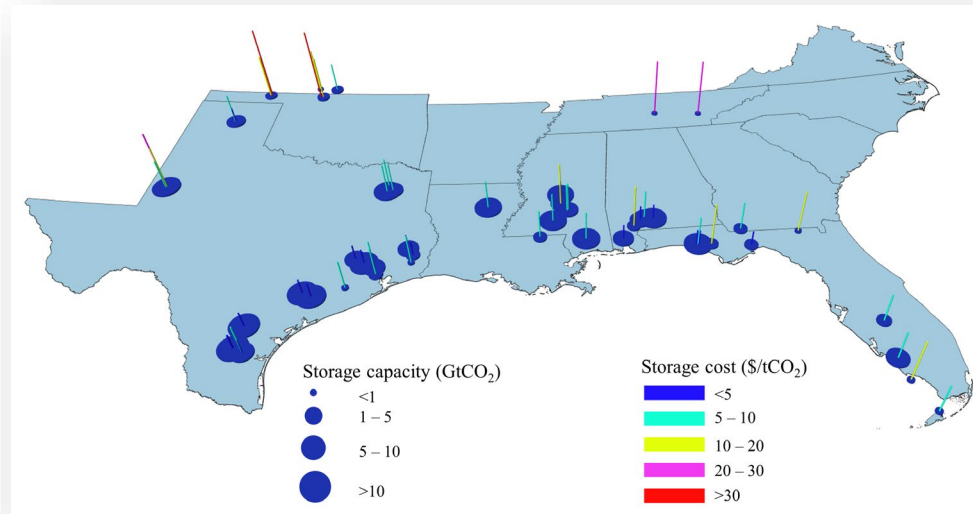 Storage capacity (GtCO₂)
<1
1 – 5
5 – 10
>10
Storage cost ($/tCO₂)
<5
5 – 10
10 – 20
20 – 30
>30